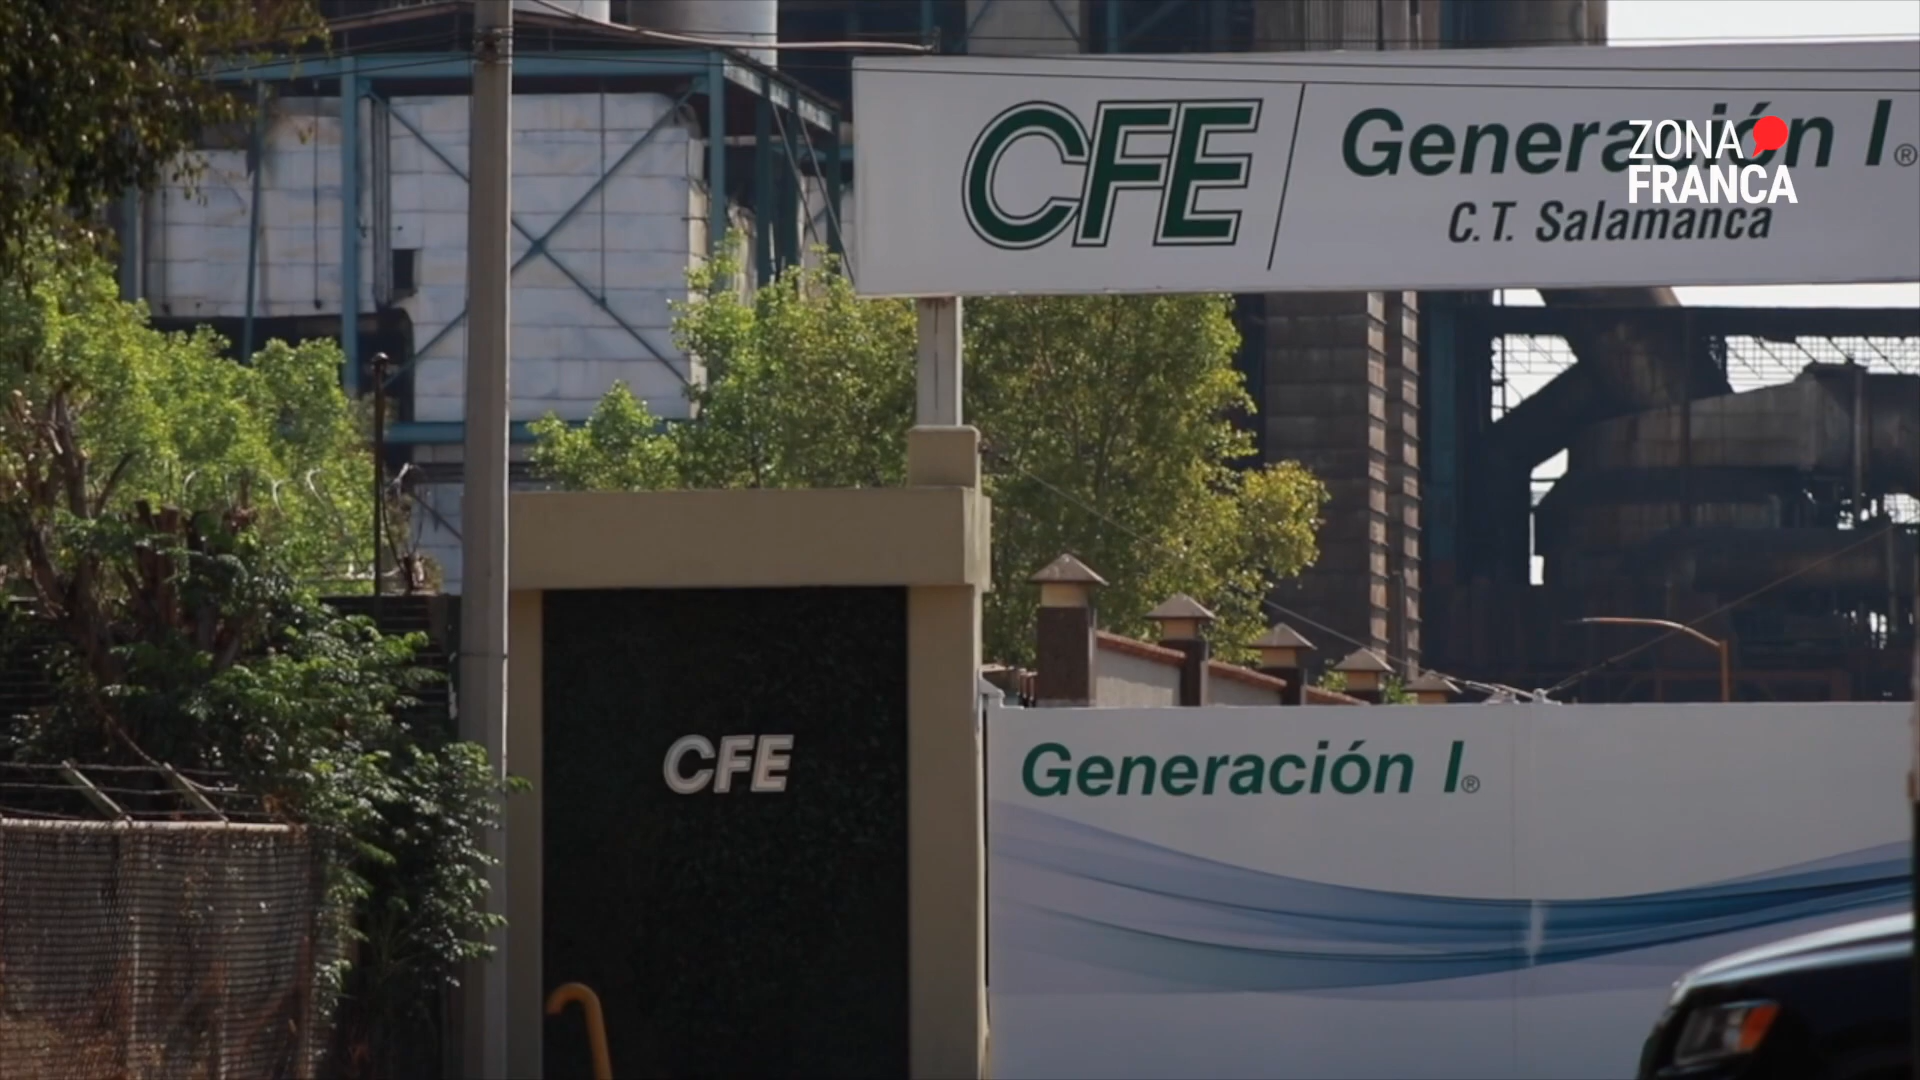 CFE Generación I®
C.T. Salamanca
ZONA
FRANCA
CFE
Generación I®